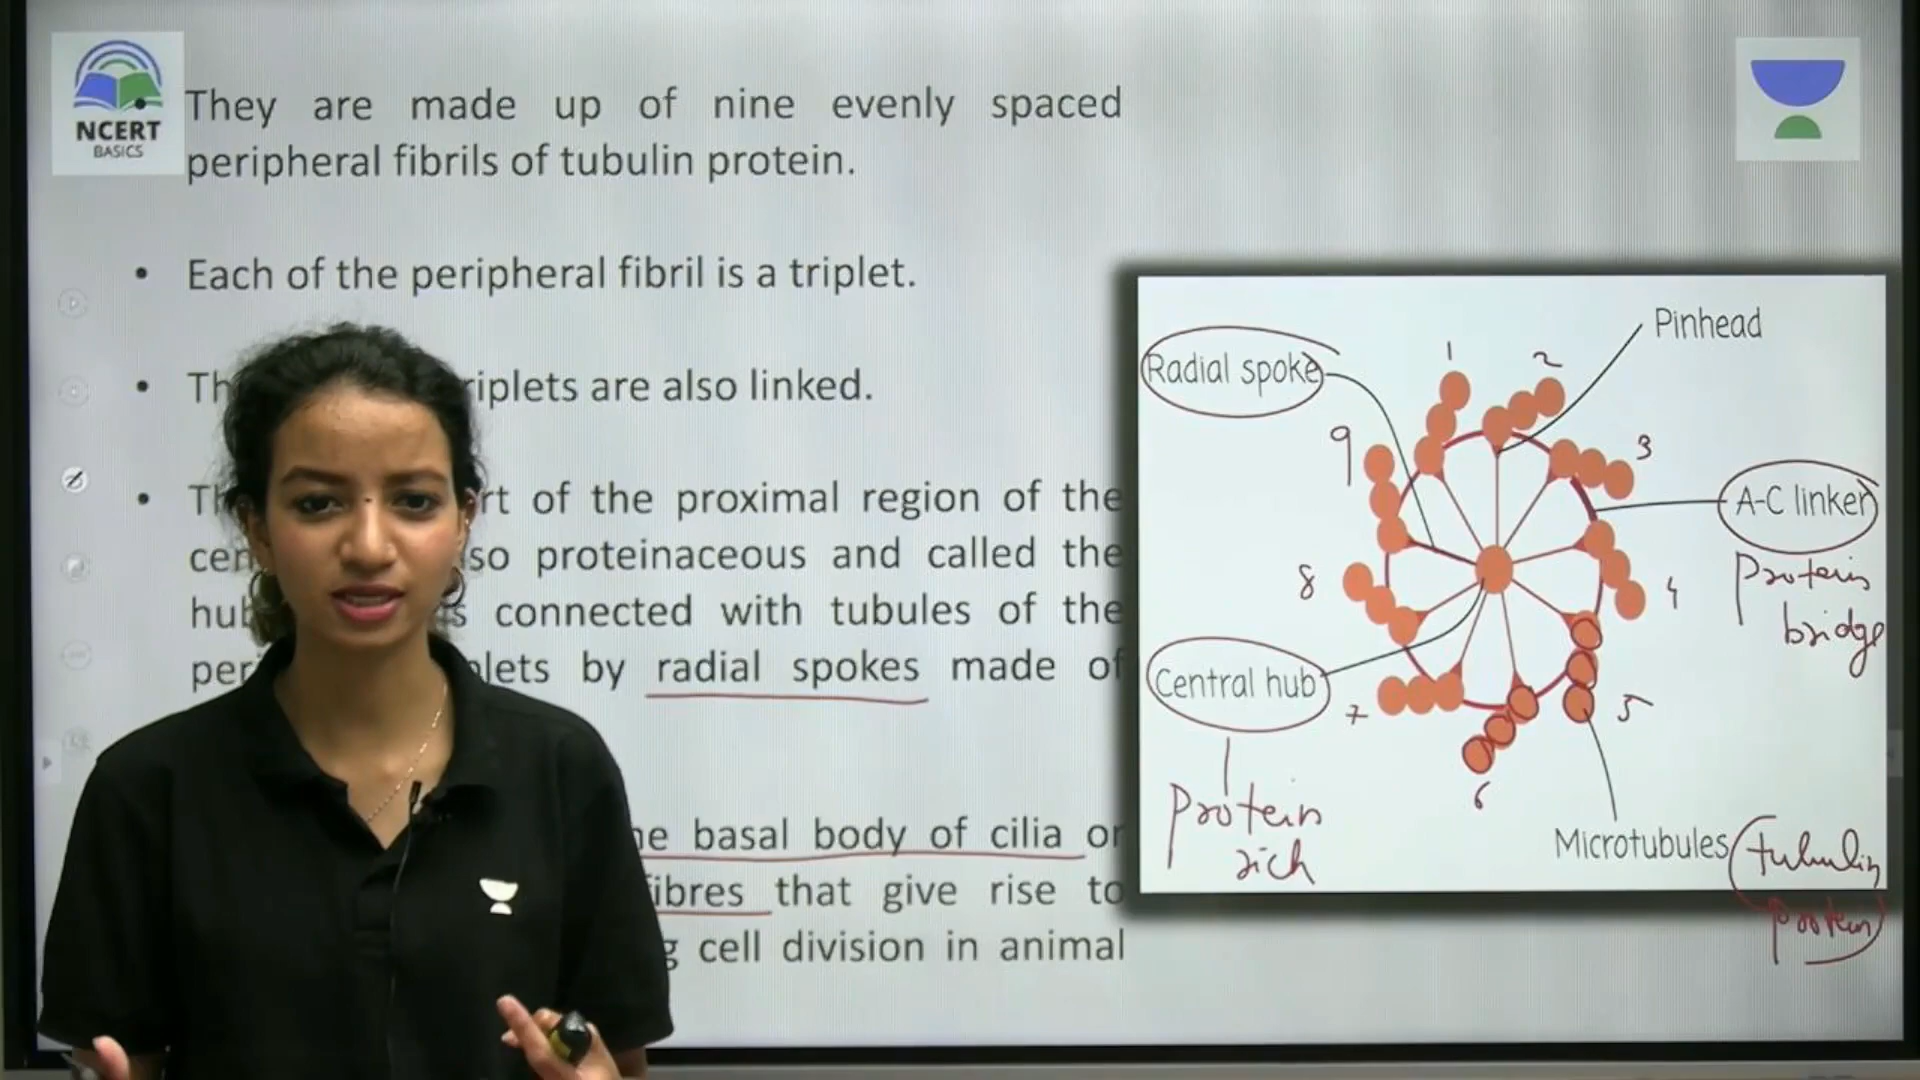 NCERT
BASICS
They are made up of nine evenly spaced
peripheral fibrils of tubulin protein.
• Each of the peripheral fibril is a triplet.
• Th riplets are also linked.
• Th rt of the proximal region of the
cen so proteinaceous and called the
hub s connected with tubules of the
per plets by radial spokes made of
he basal body of cilia or
fibres that give rise to
g cell division in animal
Pinhead
Radial spoke
1
2
3
9
A-C linker
Protein
bridge
8
4
Central hub
5
7
6
Protein
rich
Microtubules (tubulin
protein)